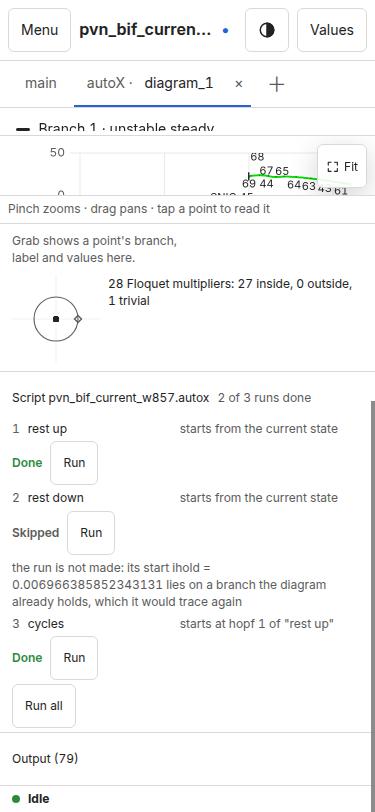 Menu
pvn_bif_curren... •
Values
main
autoX · diagram_1 ×
Branch 1 · unstable steady
50
68
67 65
69 44 64 63 43 61
0
Fit
Pinch zooms · drag pans · tap a point to read it
Grab shows a point's branch,
label and values here.
28 Floquet multipliers: 27 inside, 0 outside,
1 trivial
Script pvn_bif_current_w857.autox 2 of 3 runs done
1 rest up starts from the current state
Done Run
2 rest down starts from the current state
Skipped Run
the run is not made: its start ihold =
0.006966385852343131 lies on a branch the diagram
already holds, which it would trace again
3 cycles starts at hopf 1 of "rest up"
Done Run
Run all
Output (79)
Idle